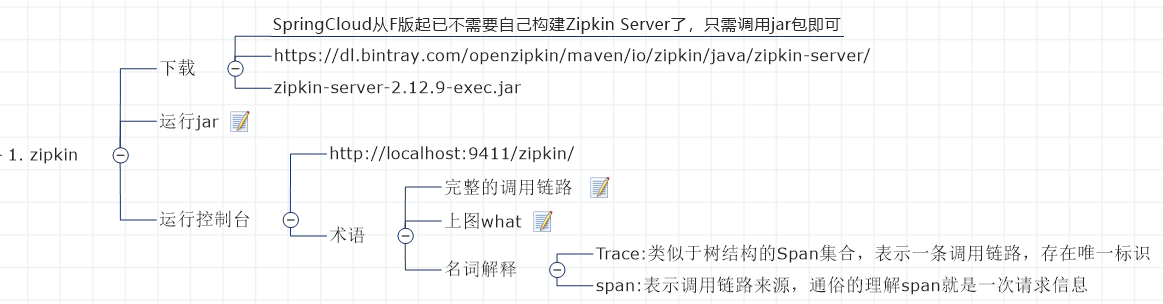 SpringCloud从F版起已不需要自己构建Zipkin Server了，只需调用jar包即可
下载
https://dl.bintray.com/openzipkin/maven/io/zipkin/java/zipkin-server/
zipkin-server-2.12.9-exec.jar
运行jar
1. zipkin
http://localhost:9411/zipkin/
完整的调用链路
运行控制台
上图what
术语
名词解释
Trace:类似于树结构的Span集合，表示一条调用链路，存在唯一标识
span:表示调用链路来源，通俗的理解span就是一次请求信息